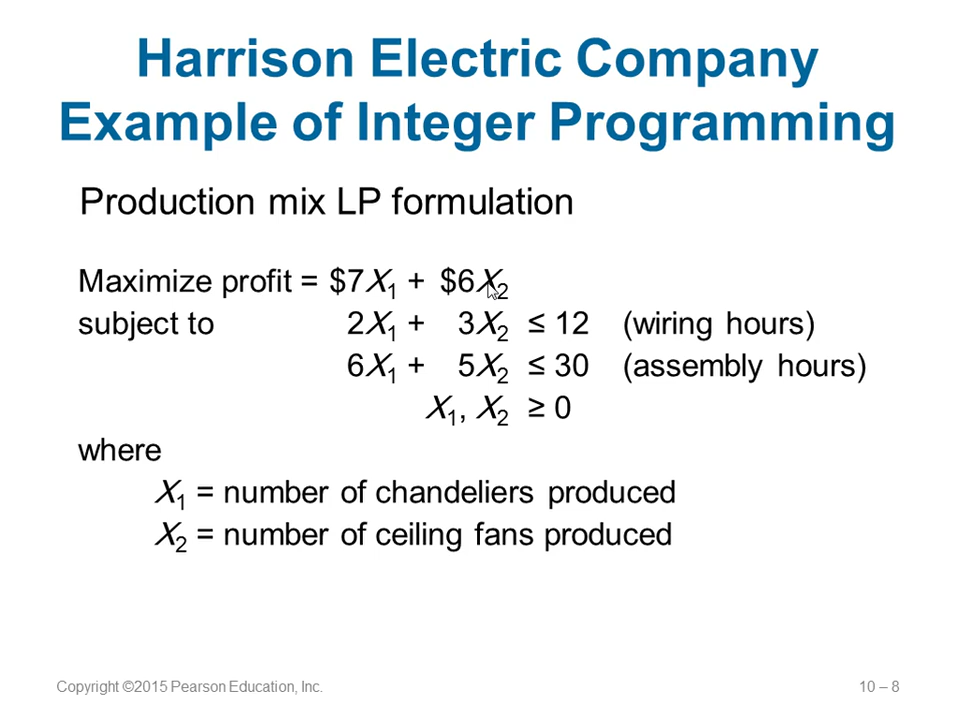 Harrison Electric Company
Example of Integer Programming
Production mix LP formulation
Maximize profit = $7X₁ + $6X₂
subject to 2X₁ + 3X₂ ≤ 12 (wiring hours)
6X₁ + 5X₂ ≤ 30 (assembly hours)
X₁, X₂ ≥ 0
where
X₁ = number of chandeliers produced
X₂ = number of ceiling fans produced
Copyright ©2015 Pearson Education, Inc. 10 – 8